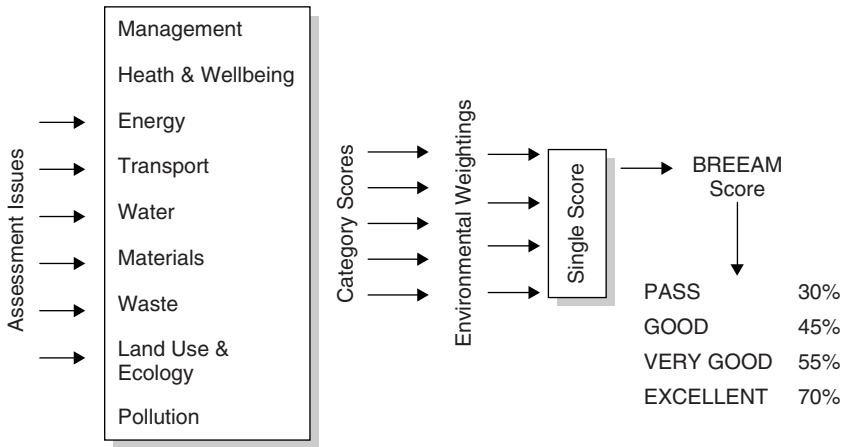 Assessment Issues
Management
Heath & Wellbeing
Energy
Transport
Water
Materials
Waste
Land Use &
Ecology
Pollution
Category Scores
Environmental Weightings
Single Score
BREEAM
Score
PASS 30%
GOOD 45%
VERY GOOD 55%
EXCELLENT 70%